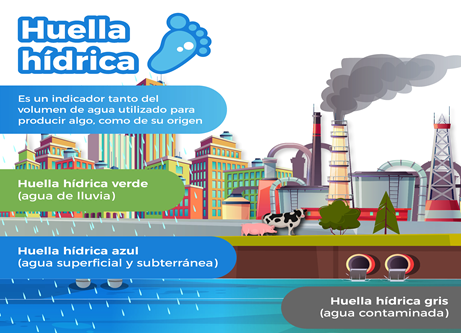 Huella
hídrica
Es un indicador tanto del
volumen de agua utilizado para
producir algo, como de su origen
Huella hídrica verde
(agua de lluvia)
Huella hídrica azul
(agua superficial y subterránea)
Huella hídrica gris
(agua contaminada)